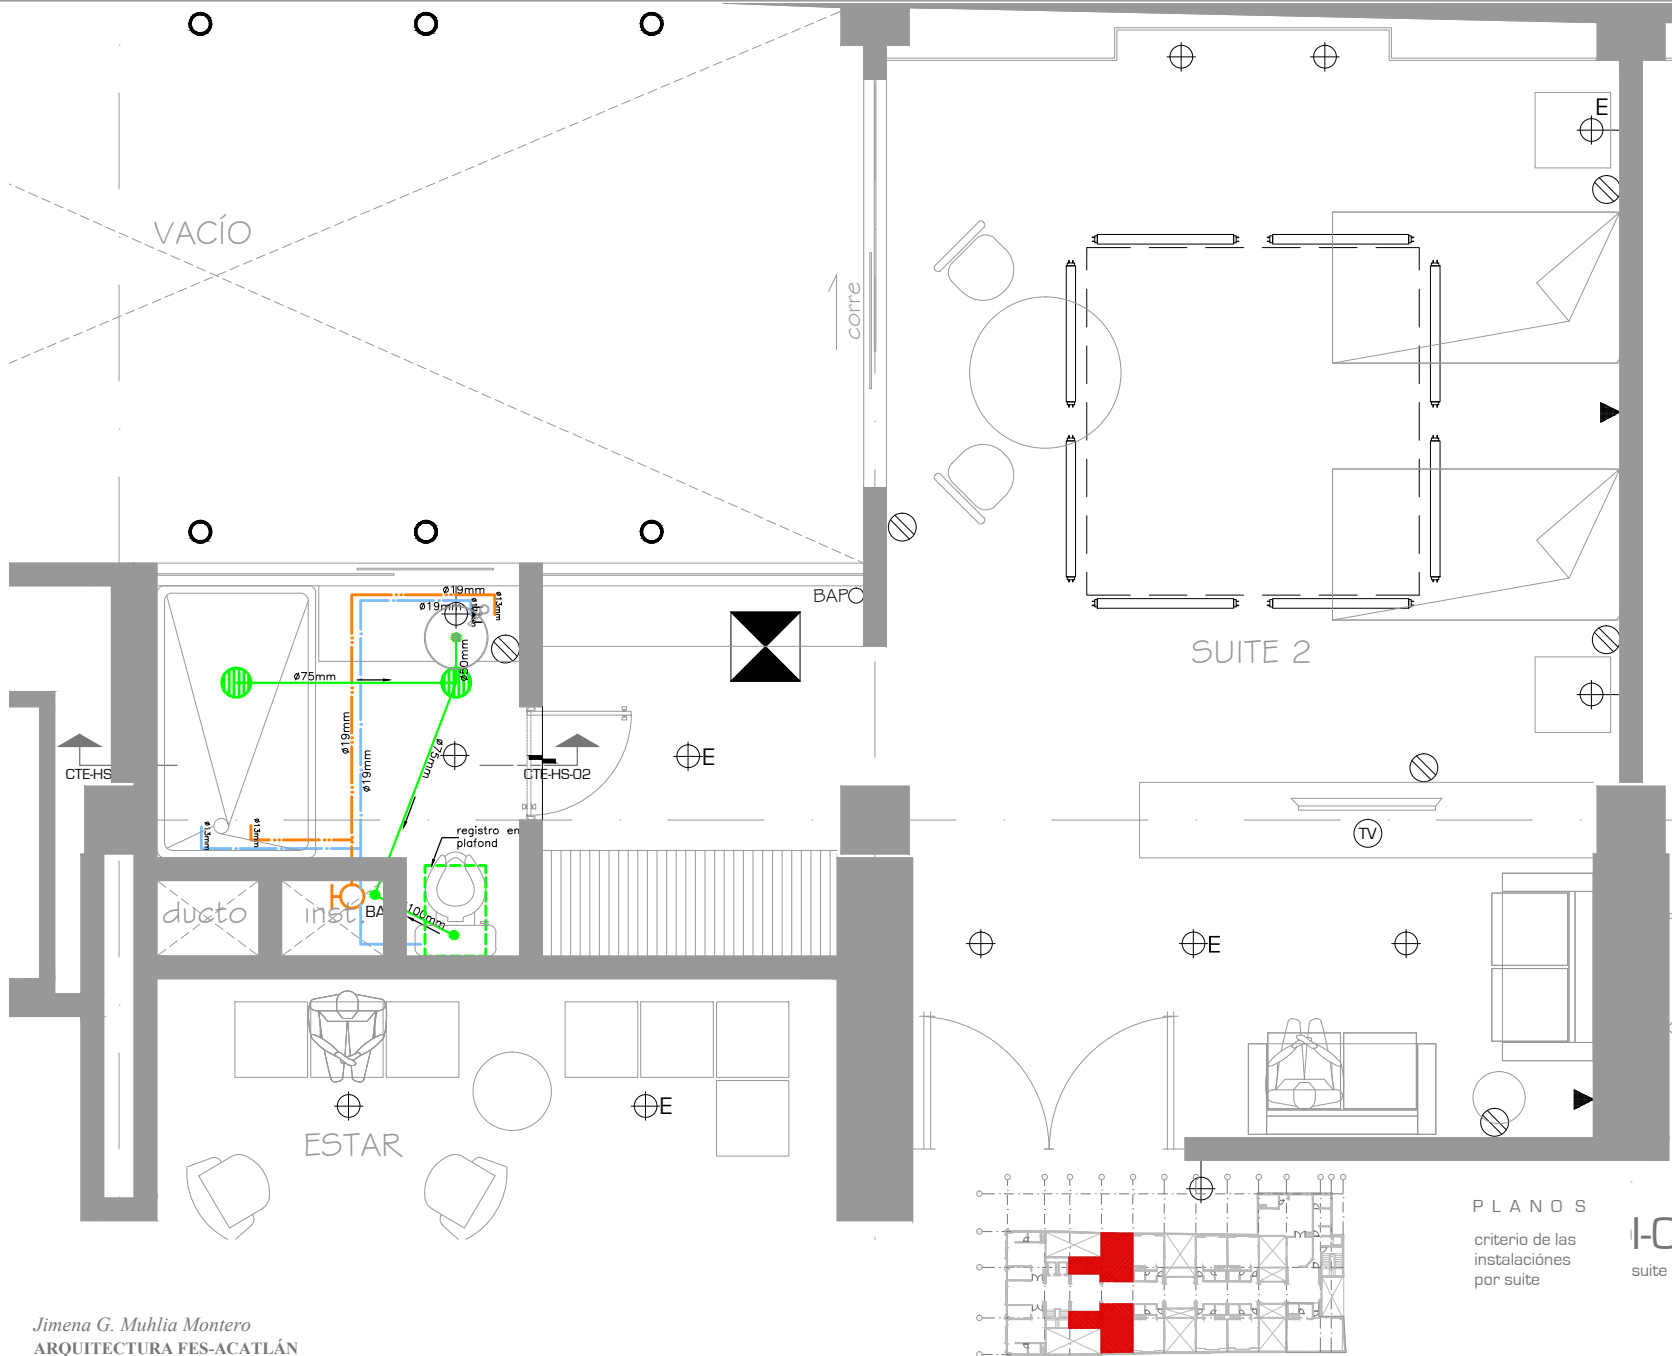 E
VACÍO
corre
BAP
ø19mm
ø19mm
ø13mm
SUITE 2
ø50mm
ø75mm
ø19mm
ø75mm
ø19mm
E
CTE-HS
CTE-HS-02
ø13mm
ø13mm
registro en
plafond
TV
ducto
inst.
BA
100mm
E
E
ESTAR
PLANOS
criterio de las
instalaciónes
por suite
suite
Jimena G. Muhlia Montero
ARQUITECTURA FES-ACATLÁN